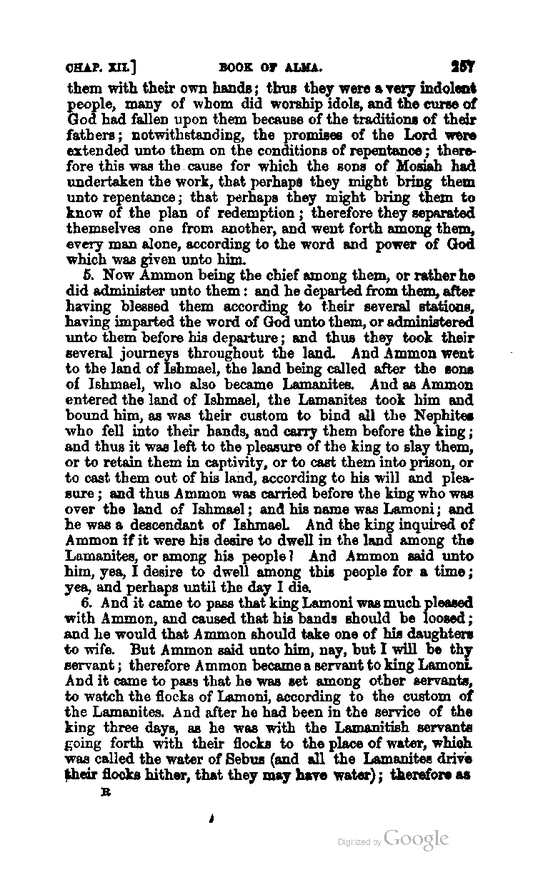 CHAP. XII.] BOOK OF ALMA. 257
them with their own hands; thus they were a very indolent
people, many of whom did worship idols, and the curse of
God had fallen upon them because of the traditions of their
fathers; notwithstanding, the promises of the Lord were
extended unto them on the conditions of repentance; there-
fore this was the cause for which the sons of Mosiah had
undertaken the work, that perhaps they might bring them
unto repentance; that perhaps they might bring them to
know of the plan of redemption; therefore they separated
themselves one from another, and went forth among them,
every man alone, according to the word and power of God
which was given unto him.
5. Now Ammon being the chief among them, or rather he
did administer unto them: and he departed from them, after
having blessed them according to their several stations,
having imparted the word of God unto them, or administered
unto them before his departure; and thus they took their
several journeys throughout the land. And Ammon went
to the land of Ishmael, the land being called after the sons
of Ishmael, who also became Lamanites. And as Ammon
entered the land of Ishmael, the Lamanites took him and
bound him, as was their custom to bind all the Nephites
who fell into their hands, and carry them before the king;
and thus it was left to the pleasure of the king to slay them,
or to retain them in captivity, or to cast them into prison, or
to cast them out of his land, according to his will and plea-
sure; and thus Ammon was carried before the king who was
over the land of Ishmael; and his name was Lamoni; and
he was a descendant of Ishmael. And the king inquired of
Ammon if it were his desire to dwell in the land among the
Lamanites, or among his people? And Ammon said unto
him, yea, I desire to dwell among this people for a time;
yea, and perhaps until the day I die.
6. And it came to pass that king Lamoni was much pleased
with Ammon, and caused that his bands should be loosed;
and he would that Ammon should take one of his daughters
to wife. But Ammon said unto him, nay, but I will be thy
servant; therefore Ammon became a servant to king Lamoni.
And it came to pass that he was set among other servants,
to watch the flocks of Lamoni, according to the custom of
the Lamanites. And after he had been in the service of the
king three days, as he was with the Lamanitish servants
going forth with their flocks to the place of water, which
was called the water of Sebus (and all the Lamanites drive
their flocks hither, that they may have water); therefore as
R
Digitized by Google